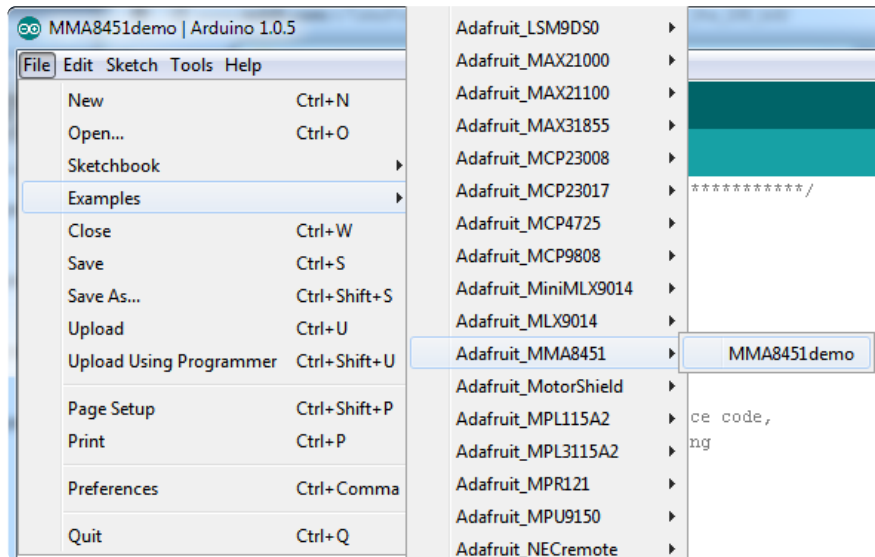 MMA8451demo | Arduino 1.0.5
File Edit Sketch Tools Help
New Ctrl+N
Open... Ctrl+O
Sketchbook
Examples
Close Ctrl+W
Save Ctrl+S
Save As... Ctrl+Shift+S
Upload Ctrl+U
Upload Using Programmer Ctrl+Shift+U
Page Setup Ctrl+Shift+P
Print Ctrl+P
Preferences Ctrl+Comma
Quit Ctrl+Q
Adafruit_LSM9DS0
Adafruit_MAX21000
Adafruit_MAX21100
Adafruit_MAX31855
Adafruit_MCP23008
Adafruit_MCP23017
Adafruit_MCP4725
Adafruit_MCP9808
Adafruit_MiniMLX9014
Adafruit_MLX9014
Adafruit_MMA8451
Adafruit_MotorShield
Adafruit_MPL115A2
Adafruit_MPL3115A2
Adafruit_MPR121
Adafruit_MPU9150
Adafruit_NECremote
MMA8451demo
***********/
ce code,
ng